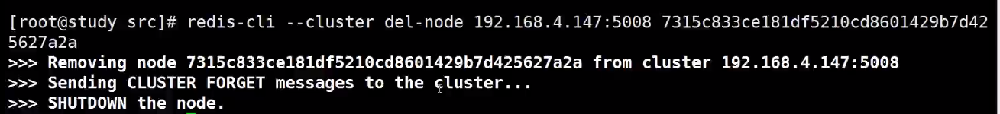 [root@study src]# redis-cli --cluster del-node 192.168.4.147:5008 7315c833ce181df5210cd8601429b7d42
5627a2a
>>> Removing node 7315c833ce181df5210cd8601429b7d425627a2a from cluster 192.168.4.147:5008
>>> Sending CLUSTER FORGET messages to the cluster...
>>> SHUTDOWN the node.